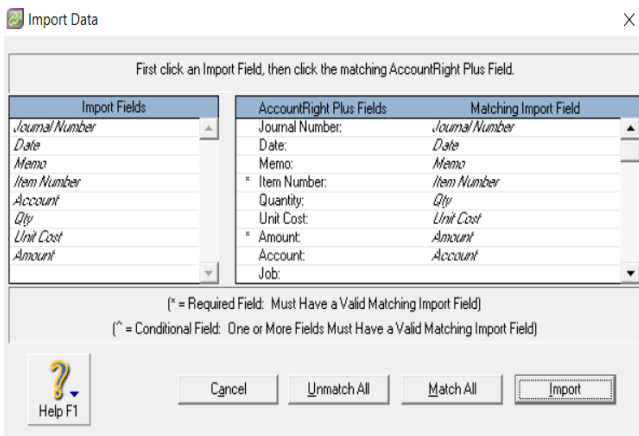 Import Data
First click an Import Field, then click the matching AccountRight Plus Field.
Import Fields
Journal Number
Date
Memo
Item Number
Account
Qty
Unit Cost
Amount
AccountRight Plus Fields Matching Import Field
Journal Number: Journal Number
Date: Date
Memo: Memo
* Item Number: Item Number
Quantity: Qty
Unit Cost: Unit Cost
* Amount: Amount
Account: Account
Job:
(* = Required Field: Must Have a Valid Matching Import Field)
(^ = Conditional Field: One or More Fields Must Have a Valid Matching Import Field)
Help F1
Cancel Unmatch All Match All Import